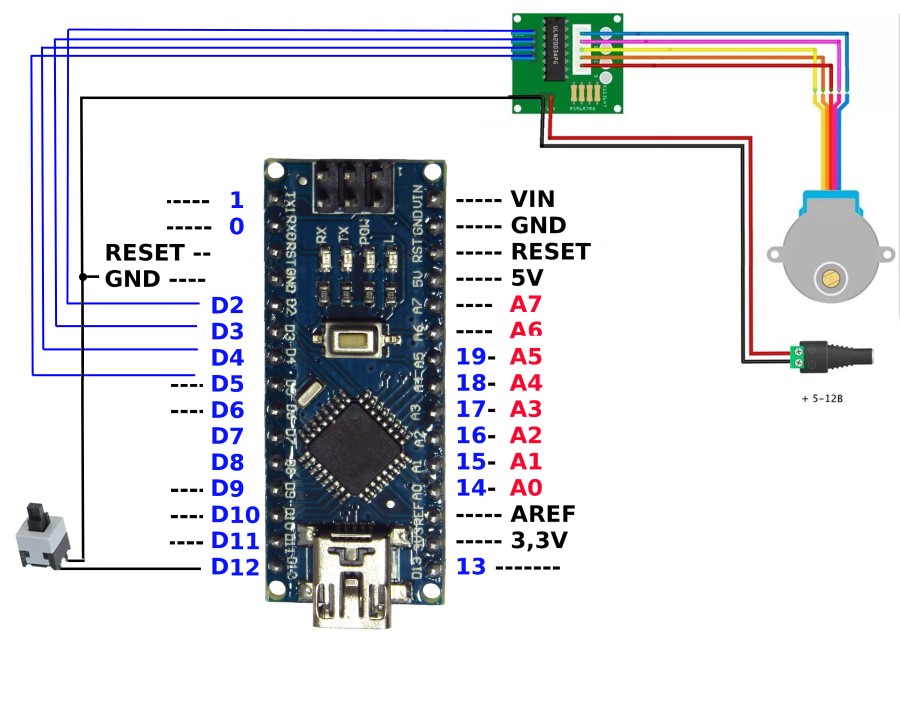 ULN2003APG
1
0
RESET --
GND ----
D2
D3
D4
D5
D6
D7
D8
D9
D10
D11
D12
VIN
GND
RESET
5V
A7
A6
19- A5
18- A4
17- A3
16- A2
15- A1
14- A0
AREF
3,3V
13 -------
RX
TX
POW
L
TX1
RX0
RST
GND
D2
D3
D4
D5
D6
D7
D8
D9
D10
D11
D12
VIN
GND
RST
5V
A7
A6
A5
A4
A3
A2
A1
A0
REF
3V3
D13
+ 5-12В